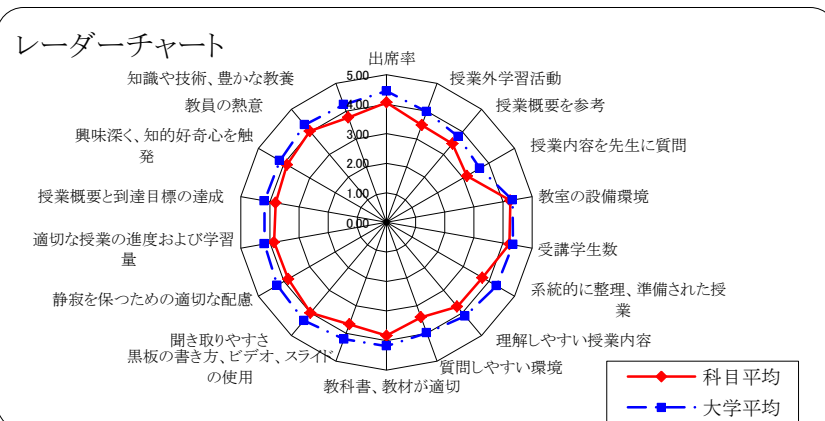 レーダーチャート
出席率
授業外学習活動
授業概要を参考
授業内容を先生に質問
教室の設備環境
受講学生数
系統的に整理、準備された授
業
理解しやすい授業内容
質問しやすい環境
教科書、教材が適切
黒板の書き方、ビデオ、スライド
の使用
聞き取りやすさ
静寂を保つための適切な配慮
適切な授業の進度および学習
量
授業概要と到達目標の達成
興味深く、知的好奇心を触
発
教員の熱意
知識や技術、豊かな教養
5.00
4.00
3.00
2.00
1.00
0.00
科目平均
大学平均